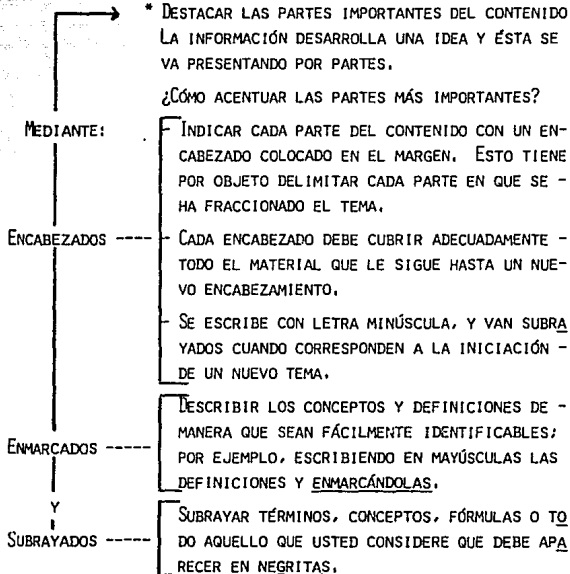 * DESTACAR LAS PARTES IMPORTANTES DEL CONTENIDO
LA INFORMACIÓN DESARROLLA UNA IDEA Y ÉSTA SE
VA PRESENTANDO POR PARTES.
¿CÓMO ACENTUAR LAS PARTES MÁS IMPORTANTES?
MEDIANTE:
INDICAR CADA PARTE DEL CONTENIDO CON UN EN-
CABEZADO COLOCADO EN EL MARGEN. ESTO TIENE
POR OBJETO DELIMITAR CADA PARTE EN QUE SE -
HA FRACCIONADO EL TEMA.
ENCABEZADOS ----
CADA ENCABEZADO DEBE CUBRIR ADECUADAMENTE -
TODO EL MATERIAL QUE LE SIGUE HASTA UN NUE-
VO ENCABEZAMIENTO.
SE ESCRIBE CON LETRA MINÚSCULA, Y VAN SUBRA
YADOS CUANDO CORRESPONDEN A LA INICIACIÓN -
DE UN NUEVO TEMA.
ENMARCADOS -----
DESCRIBIR LOS CONCEPTOS Y DEFINICIONES DE -
MANERA QUE SEAN FÁCILMENTE IDENTIFICABLES;
POR EJEMPLO, ESCRIBIENDO EN MAYÚSCULAS LAS
DEFINICIONES Y ENMARCÁNDOLAS.
Y
SUBRAYADOS -----
SUBRAYAR TÉRMINOS, CONCEPTOS, FÓRMULAS O TO
DO AQUELLO QUE USTED CONSIDERE QUE DEBE APA
RECER EN NEGRITAS.